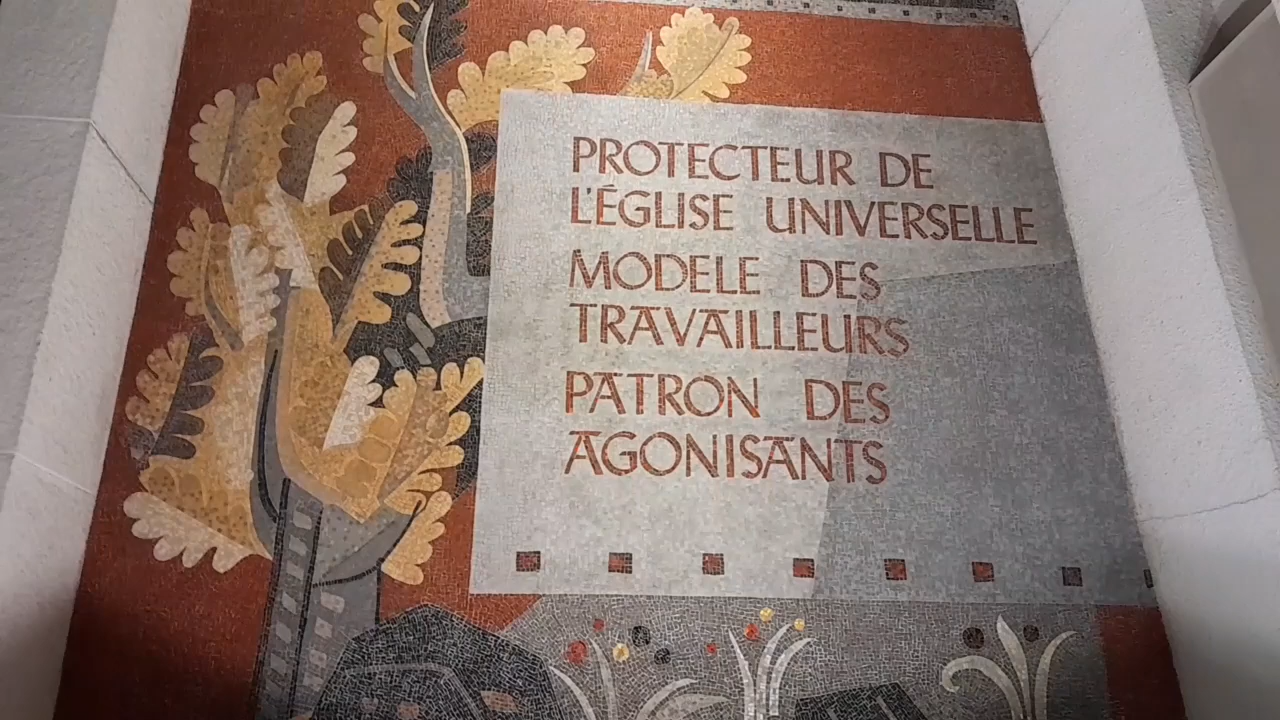 PROTECTEUR DE
L'ÉGLISE UNIVERSELLE
MODELE DES
TRAVAILLEURS
PATRON DES
AGONISANTS